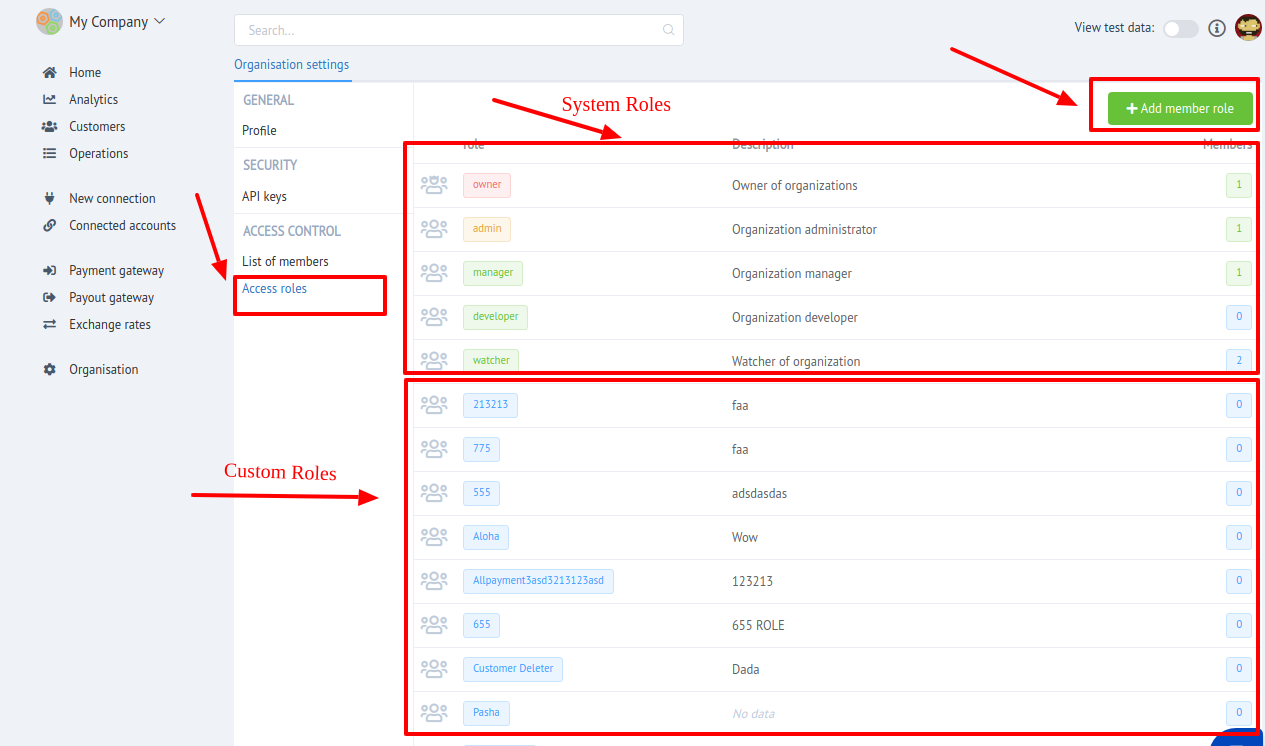 My Company
Search...
View test data:
Organisation settings
Home
Analytics
Customers
Operations
New connection
Connected accounts
Payment gateway
Payout gateway
Exchange rates
Organisation
GENERAL
Profile
SECURITY
API keys
ACCESS CONTROL
List of members
Access roles
System Roles
Add member role
role Description Members
owner Owner of organizations 1
admin Organization administrator 1
manager Organization manager 1
developer Organization developer 0
watcher Watcher of organization 2
Custom Roles
213213 faa 0
775 faa 0
555 adsdasdas 0
Aloha Wow 0
Allpayment3asd3213123asd 123213 0
655 655 ROLE 0
Customer Deleter Dada 0
Pasha No data 0